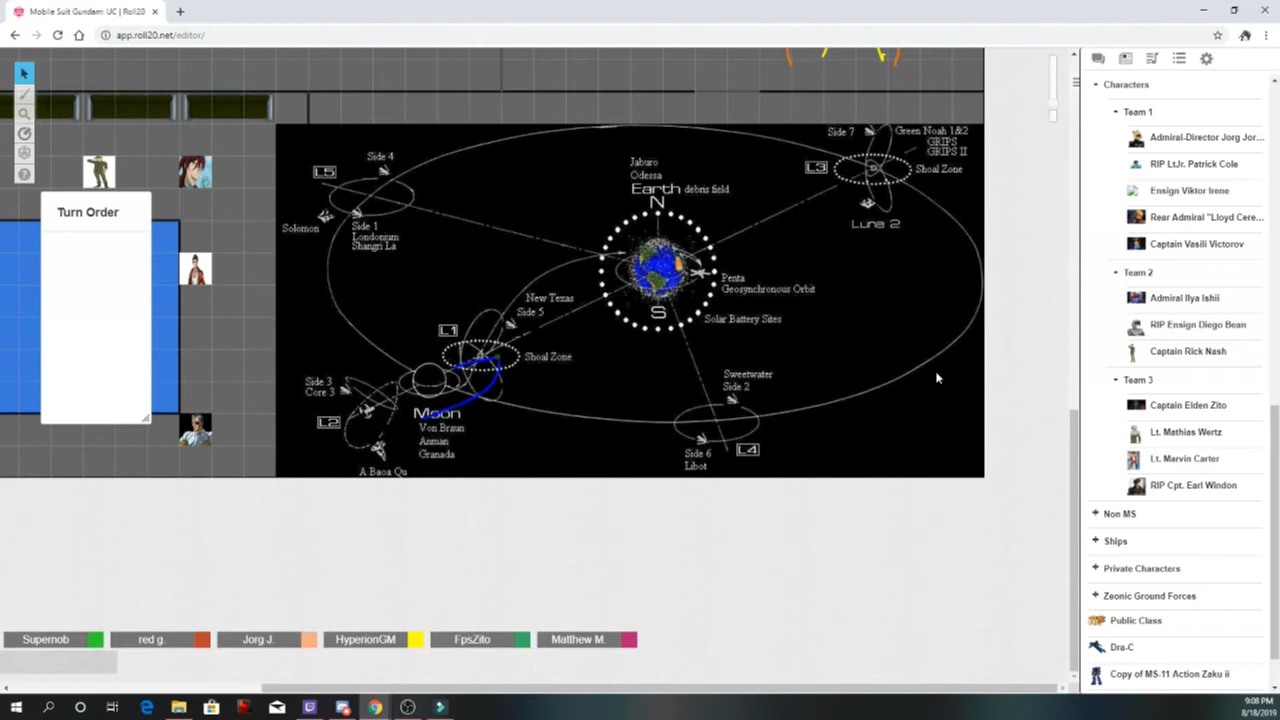 Mobile Suit Gundam: UC | Roll20
app.roll20.net/editor/
Turn Order
L5
Side 4
Solomon
Side 1
Londonium
Shangri La
Jaburo
Odessa
Earth debris field
N
S
Penta
Geosynchronous Orbit
Solar Battery Sites
Side 7
Green Noah 1&2
GRIPS
GRIPS II
L3
Shoal Zone
Luna 2
New Texas
Side 5
L1
Shoal Zone
Side 3
Core 3
L2
Moon
Von Braun
Anman
Granada
A Baoa Qu
Sweetwater
Side 2
Side 6
Libot
L4
Characters
Team 1
Admiral-Director Jorg Jor...
RIP LtJr. Patrick Cole
Ensign Viktor Irene
Rear Admiral "Lloyd Cere...
Captain Vasili Victorov
Team 2
Admiral Ilya Ishii
RIP Ensign Diego Bean
Captain Rick Nash
Team 3
Captain Elden Zito
Lt. Mathias Wertz
Lt. Marvin Carter
RIP Cpt. Earl Windon
Non MS
Ships
Private Characters
Zeonic Ground Forces
Public Class
Dra-C
Copy of MS-11 Action Zaku ii
Supernob
red g.
Jorg J.
HyperionGM
FpsZito
Matthew M.
9:08 PM
8/18/2019